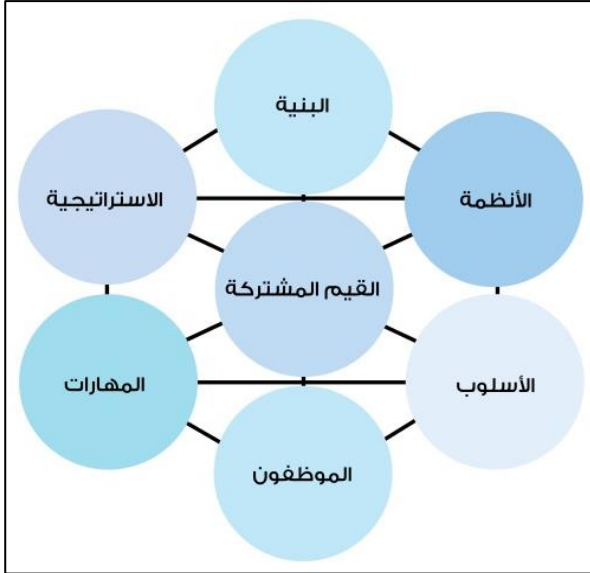 البنية
الأنظمة
الاستراتيجية
القيم المشتركة
الأسلوب
المهارات
الموظفون